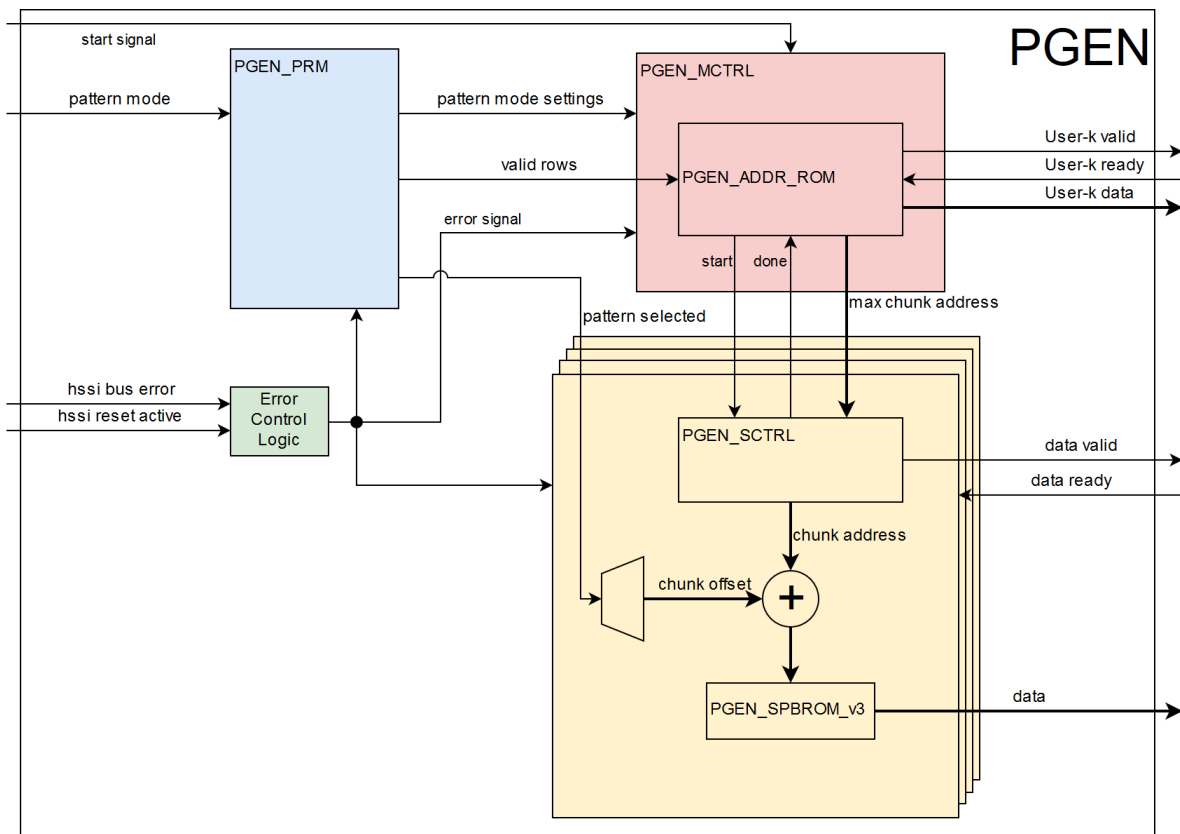 start signal
PGEN
PGEN_PRM
PGEN_MCTRL
pattern mode
pattern mode settings
User-k valid
valid rows
PGEN_ADDR_ROM
User-k ready
User-k data
error signal
start
done
max chunk address
pattern selected
hssi bus error
hssi reset active
Error
Control
Logic
PGEN_SCTRL
data valid
data ready
chunk address
chunk offset
+
PGEN_SPBROM_v3
data